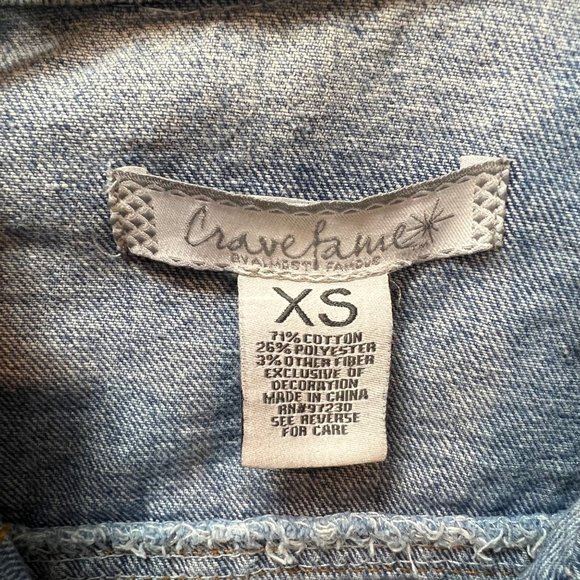 Crave fame
BY ALMOST FAMOUS
XS
71% COTTON
26% POLYESTER
3% OTHER FIBER
EXCLUSIVE OF
DECORATION
MADE IN CHINA
RN#97230
SEE REVERSE
FOR CARE